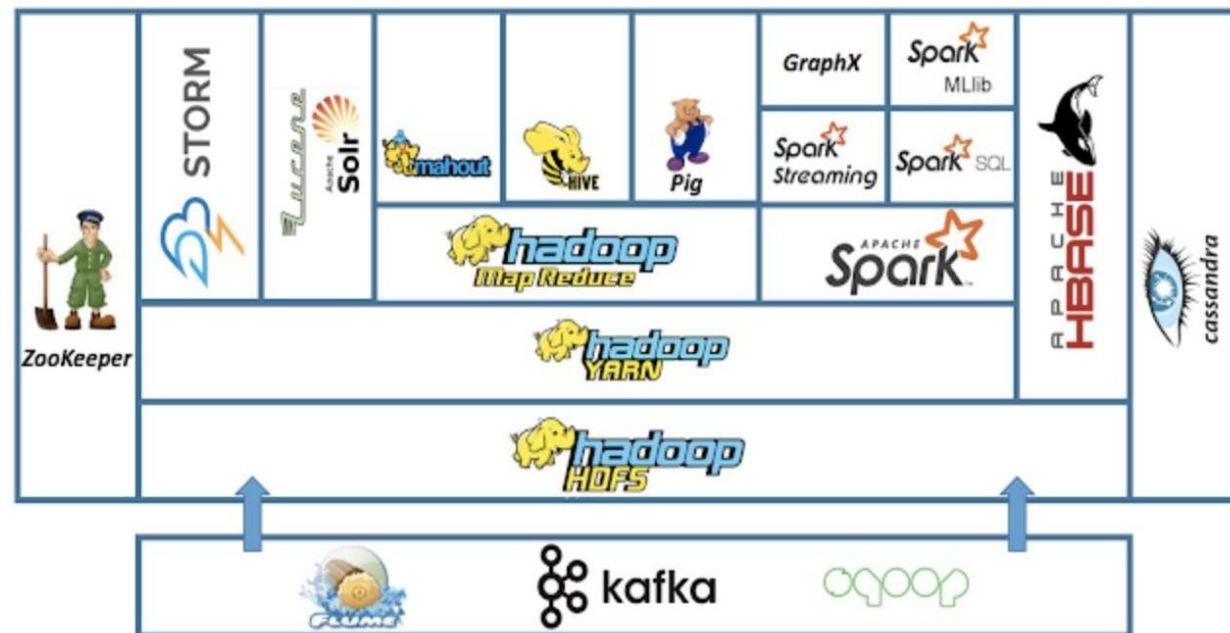 ZooKeeper
STORM
Lucene
Apache
Solr
mahout
HIVE
Pig
GraphX
Spark
MLlib
Spark
Streaming
Spark SQL
hadoop
Map Reduce
APACHE
Spark
APACHE
HBASE
cassandra
hadoop
YARN
hadoop
HDFS
FLUME
kafka
sqoop